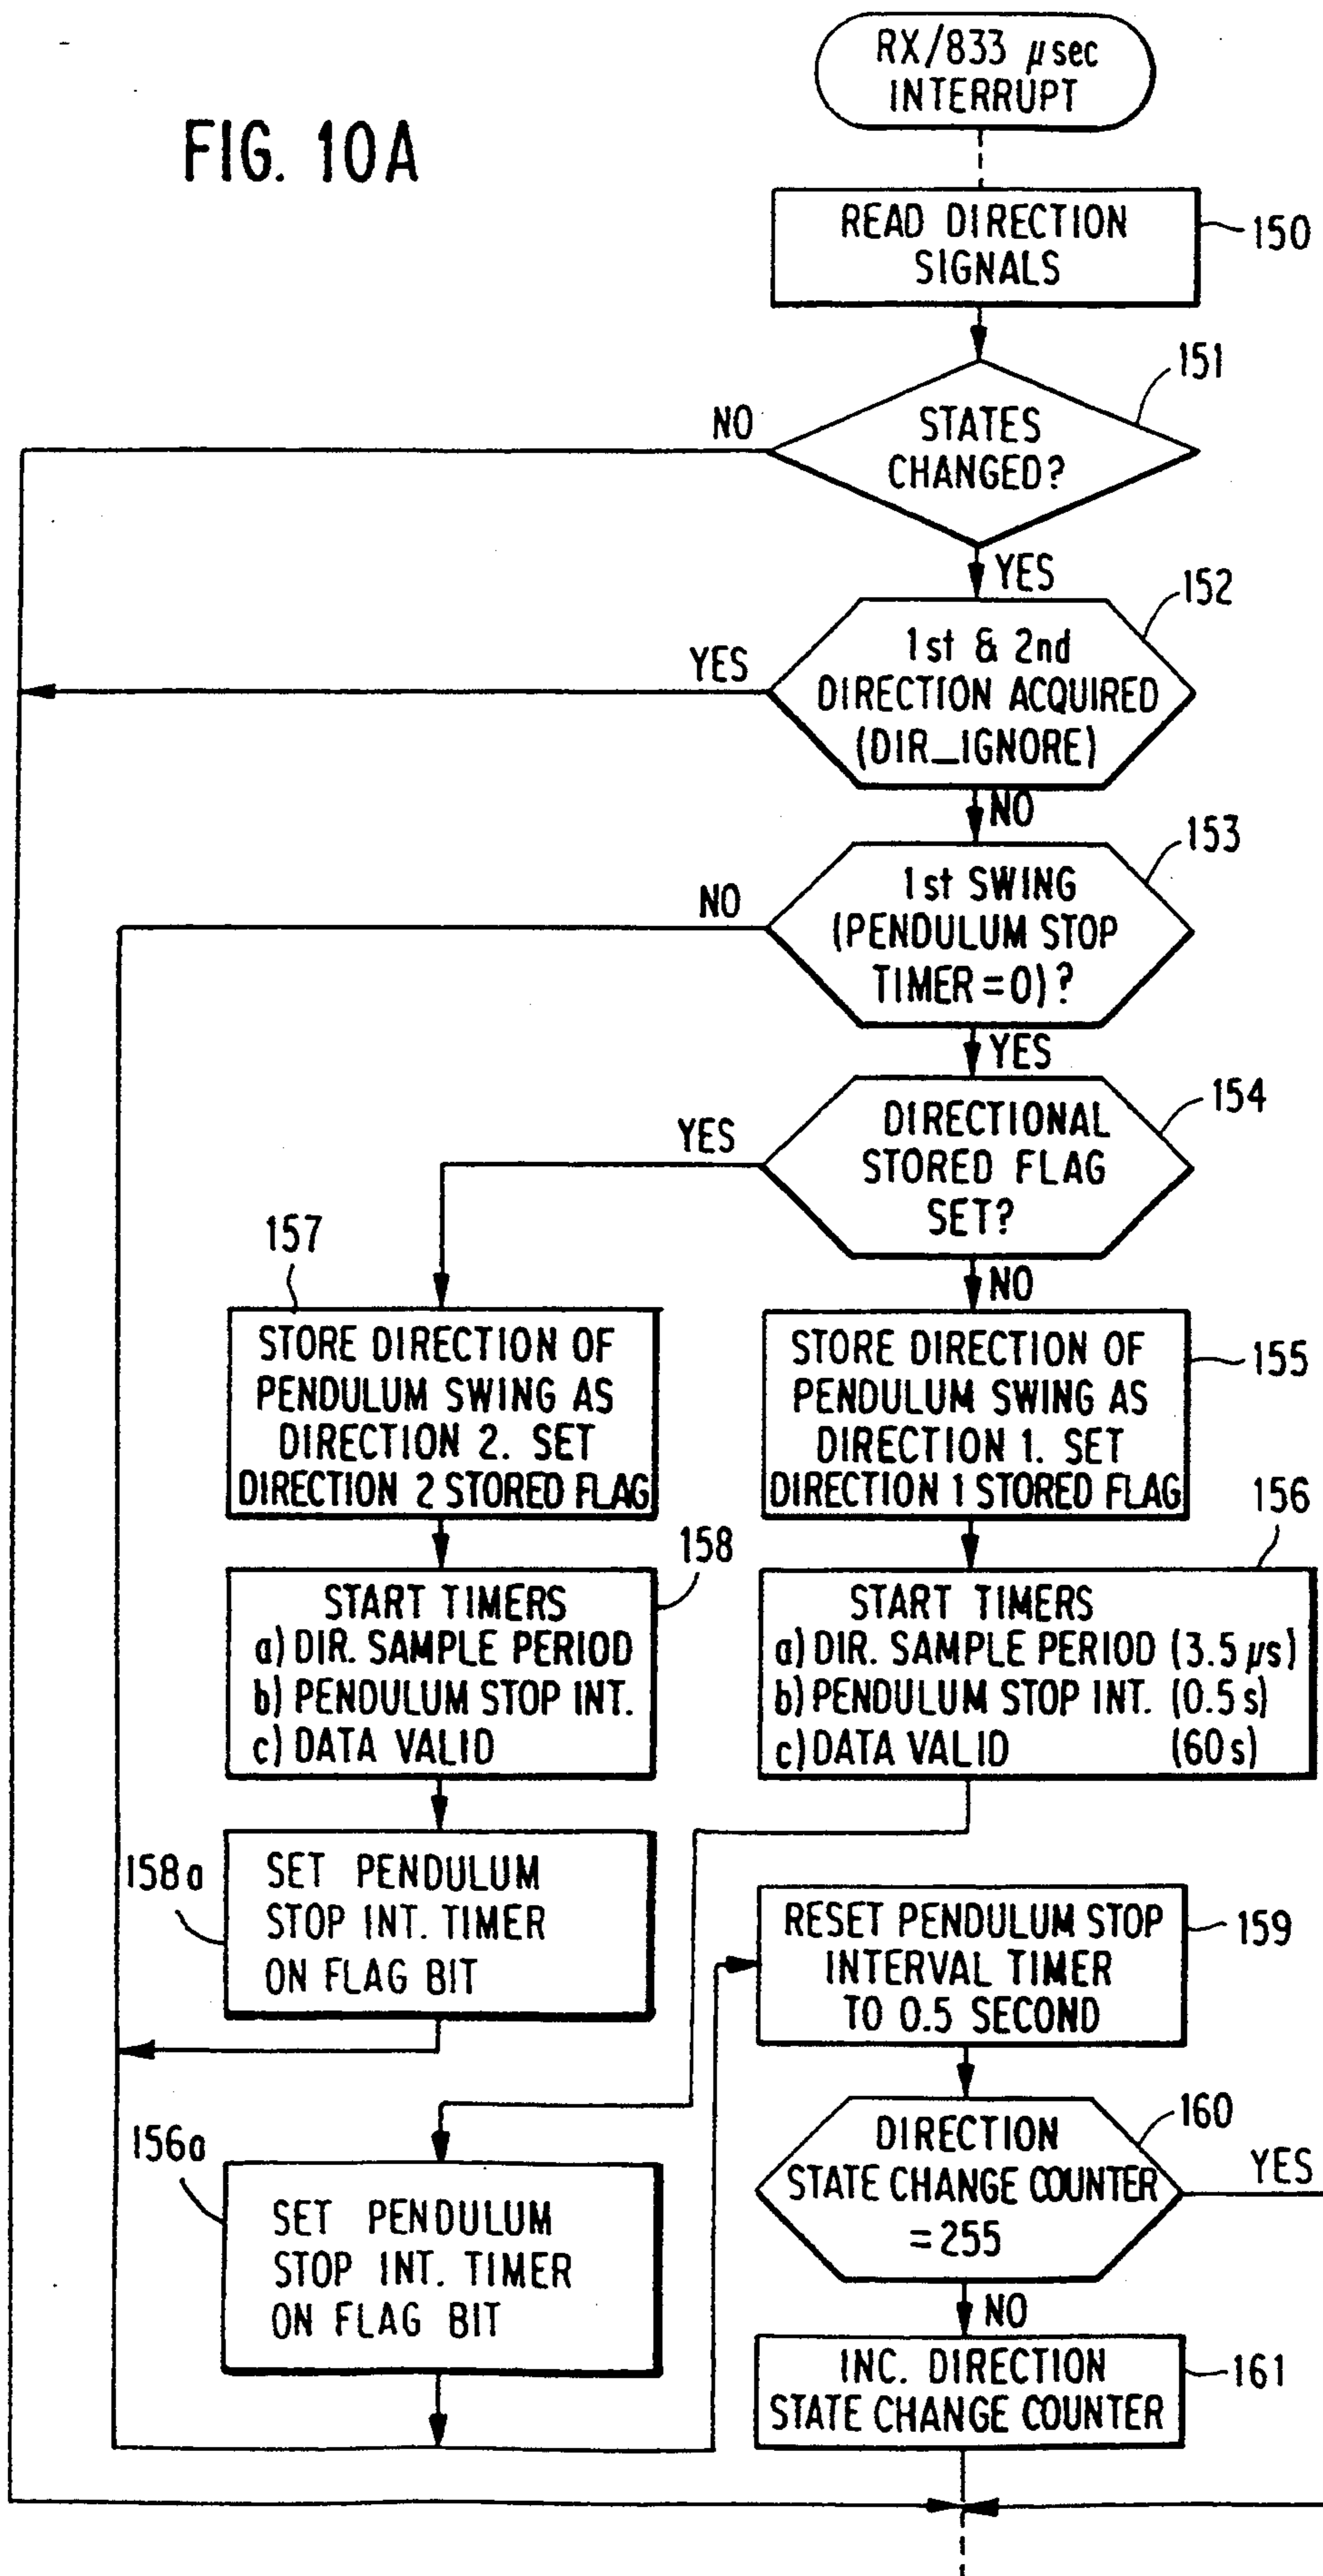 FIG. 10A
RX/833 μsec
INTERRUPT
READ DIRECTION
SIGNALS
150
STATES
CHANGED?
151
NO
YES
1st & 2nd
DIRECTION ACQUIRED
(DIR_IGNORE)
152
YES
NO
1st SWING
(PENDULUM STOP
TIMER=0)?
153
NO
YES
DIRECTIONAL
STORED FLAG
SET?
154
YES
NO
157
STORE DIRECTION OF
PENDULUM SWING AS
DIRECTION 2. SET
DIRECTION 2 STORED FLAG
STORE DIRECTION OF
PENDULUM SWING AS
DIRECTION 1. SET
DIRECTION 1 STORED FLAG
155
158
START TIMERS
a) DIR. SAMPLE PERIOD
b) PENDULUM STOP INT.
c) DATA VALID
156
START TIMERS
a) DIR. SAMPLE PERIOD (3.5 μs)
b) PENDULUM STOP INT. (0.5 s)
c) DATA VALID (60 s)
158a
SET PENDULUM
STOP INT. TIMER
ON FLAG BIT
RESET PENDULUM STOP
INTERVAL TIMER
TO 0.5 SECOND
159
156a
SET PENDULUM
STOP INT. TIMER
ON FLAG BIT
DIRECTION
STATE CHANGE COUNTER
=255
160
YES
NO
INC. DIRECTION
STATE CHANGE COUNTER
161